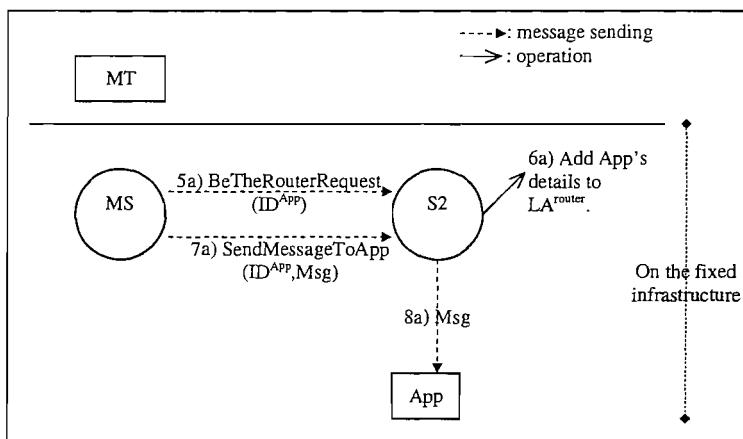 : message sending
: operation
MT
MS
5a) BeTheRouterRequest
(ID^App)
7a) SendMessageToApp
(ID^App,Msg)
S2
6a) Add App's
details to
LA^router.
On the fixed
infrastructure
8a) Msg
App